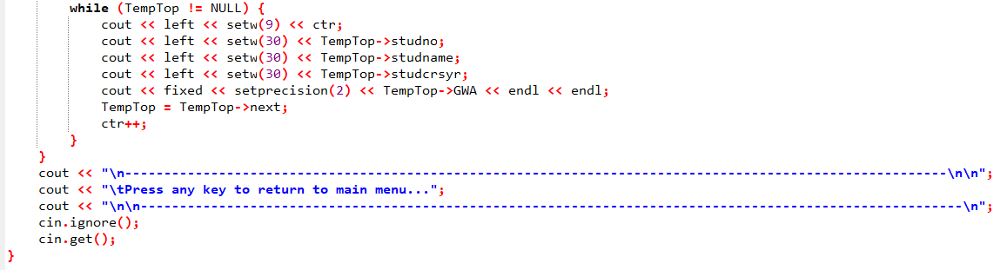 while (TempTop != NULL) {
cout << left << setw(9) << ctr;
cout << left << setw(30) << TempTop->studno;
cout << left << setw(30) << TempTop->studname;
cout << left << setw(30) << TempTop->studcrsyr;
cout << fixed << setprecision(2) << TempTop->GWA << endl << endl;
TempTop = TempTop->next;
ctr++;
}
}
cout << "\n---------------------------------------------------------------------------------------------------------\n\n";
cout << "\tPress any key to return to main menu...";
cout << "\n\n---------------------------------------------------------------------------------------------------------\n";
cin.ignore();
cin.get();
}